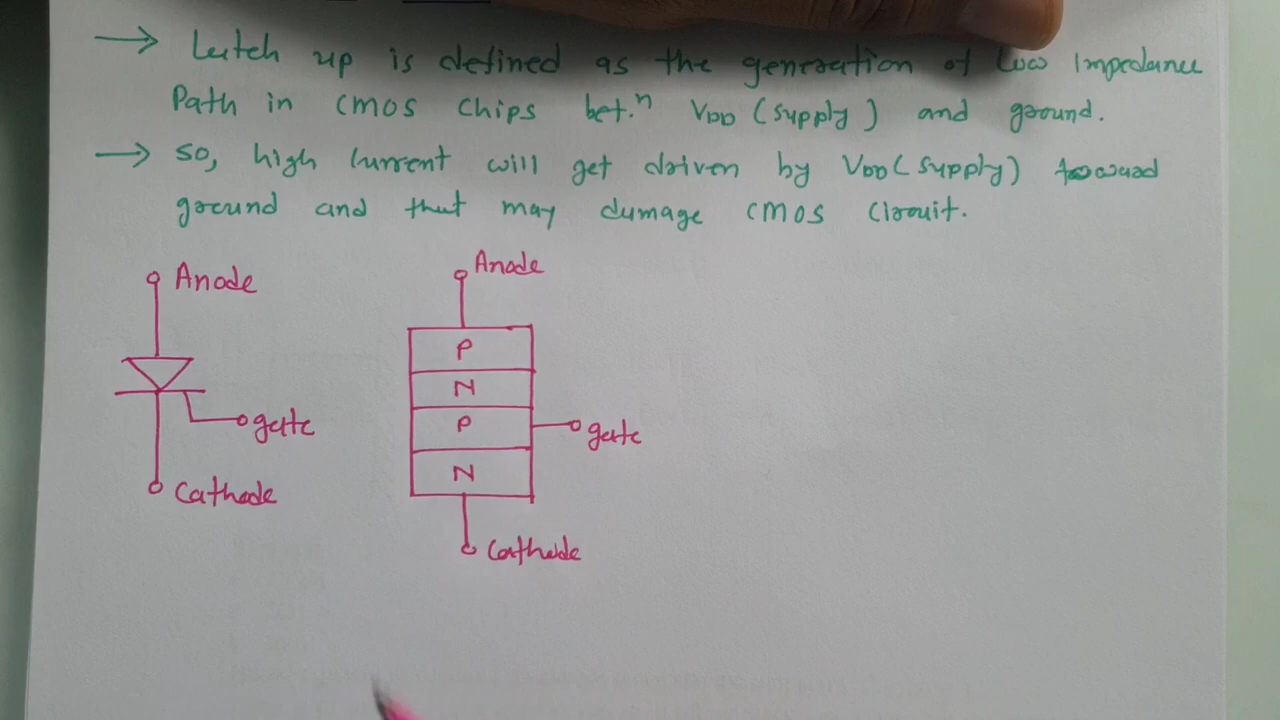 → Latch up is defined as the generation of Low Impedance
Path in CMOS Chips bet.n VDD (supply) and ground.
→ So, high current will get driven by VDD (supply) toward
ground and that may damage CMOS Circuit.
Anode
gate
Cathode
Anode
P
N
P
gate
N
Cathode